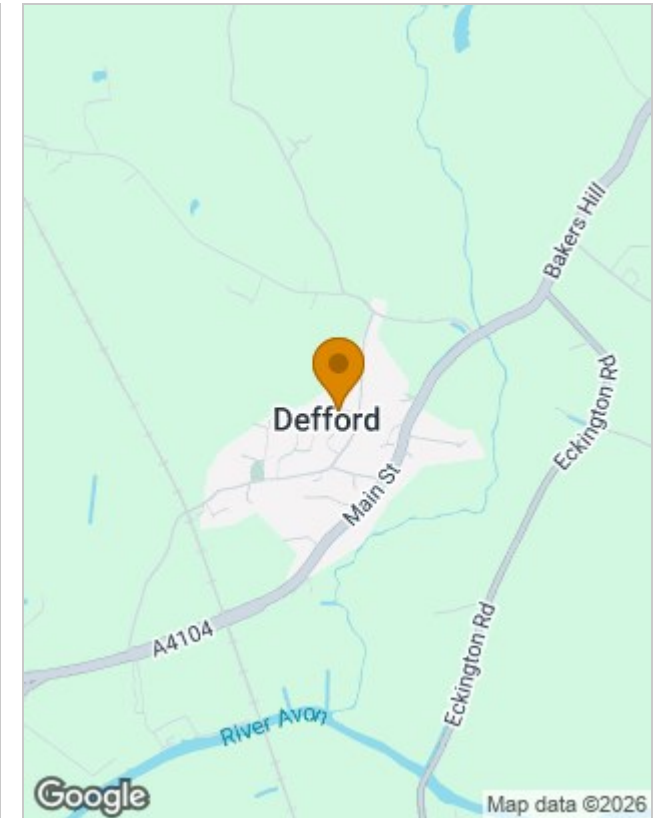 Bakers Hill
Defford
Eckington Rd
Main St
A4104
Eckington Rd
River Avon
Google
Map data ©2026